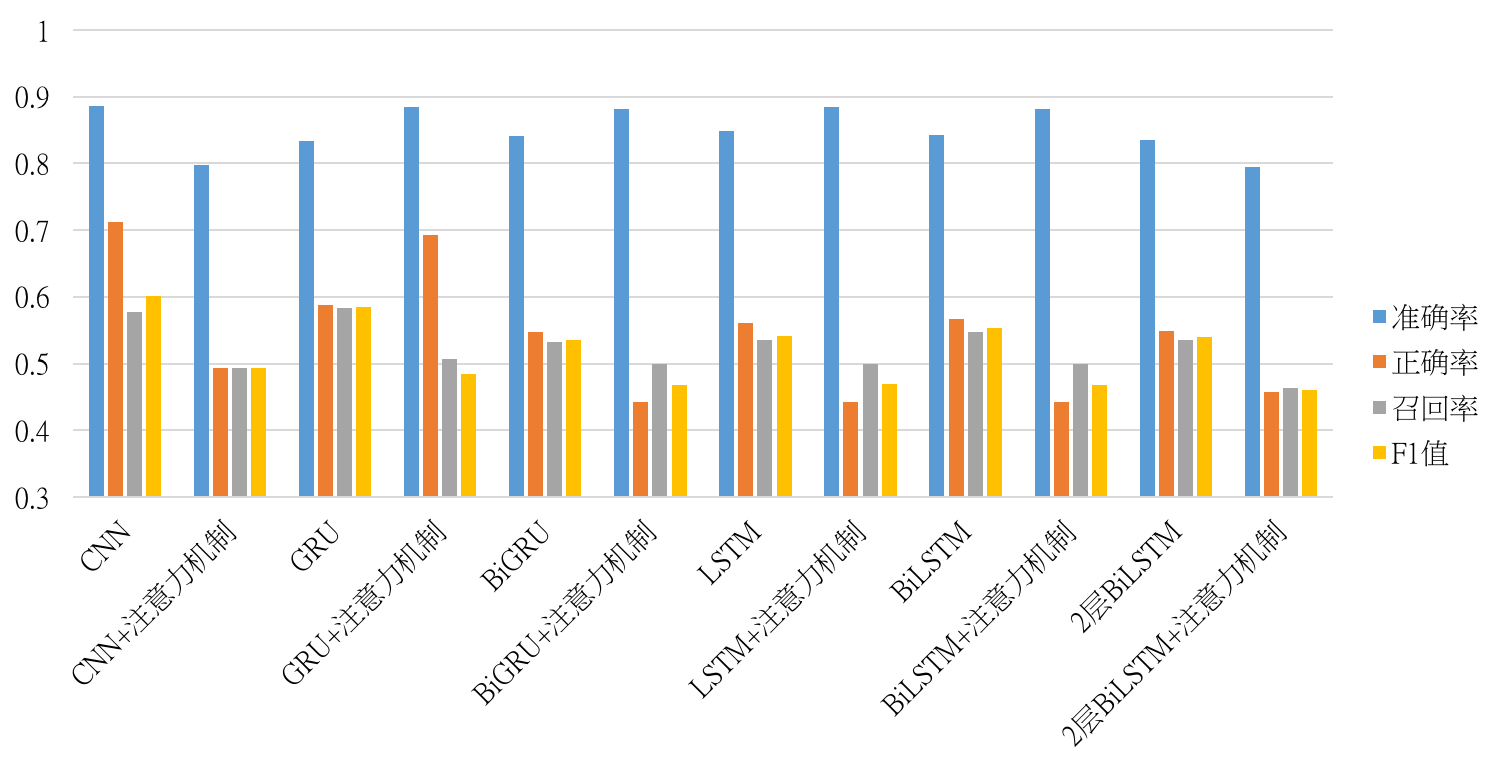 1
0.9
0.8
0.7
0.6
0.5
0.4
0.3
CNN
CNN+注意力机制
GRU
GRU+注意力机制
BiGRU
BiGRU+注意力机制
LSTM
LSTM+注意力机制
BiLSTM
BiLSTM+注意力机制
2层BiLSTM
2层BiLSTM+注意力机制
准确率
正确率
召回率
F1值